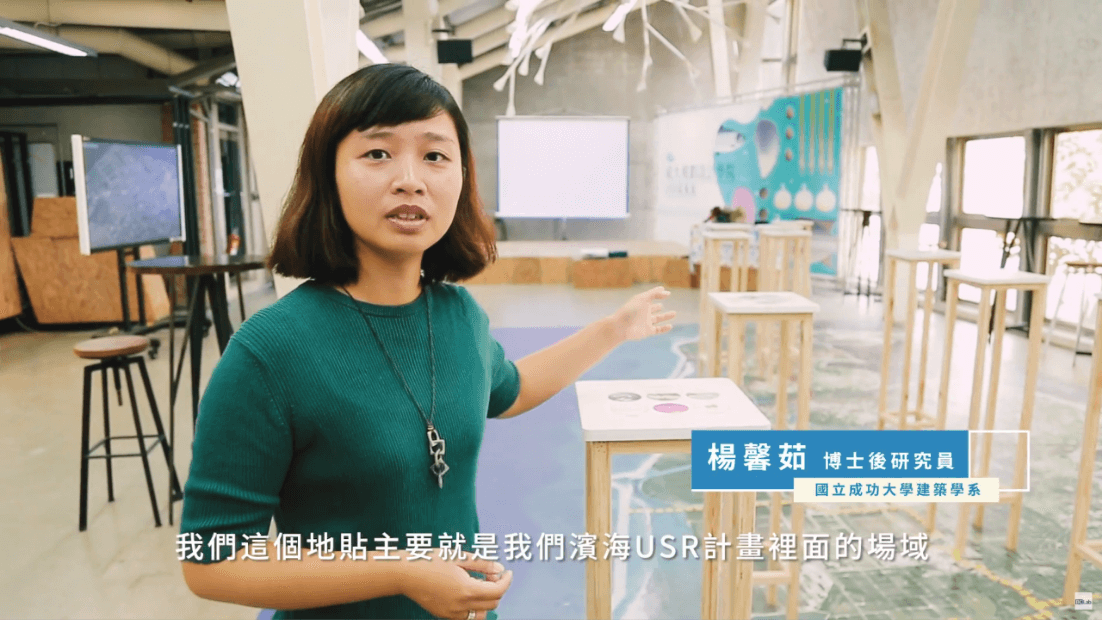 楊馨茹 博士後研究員
國立成功大學建築學系
我們這個地貼主要就是我們濱海USR計畫裡面的場域